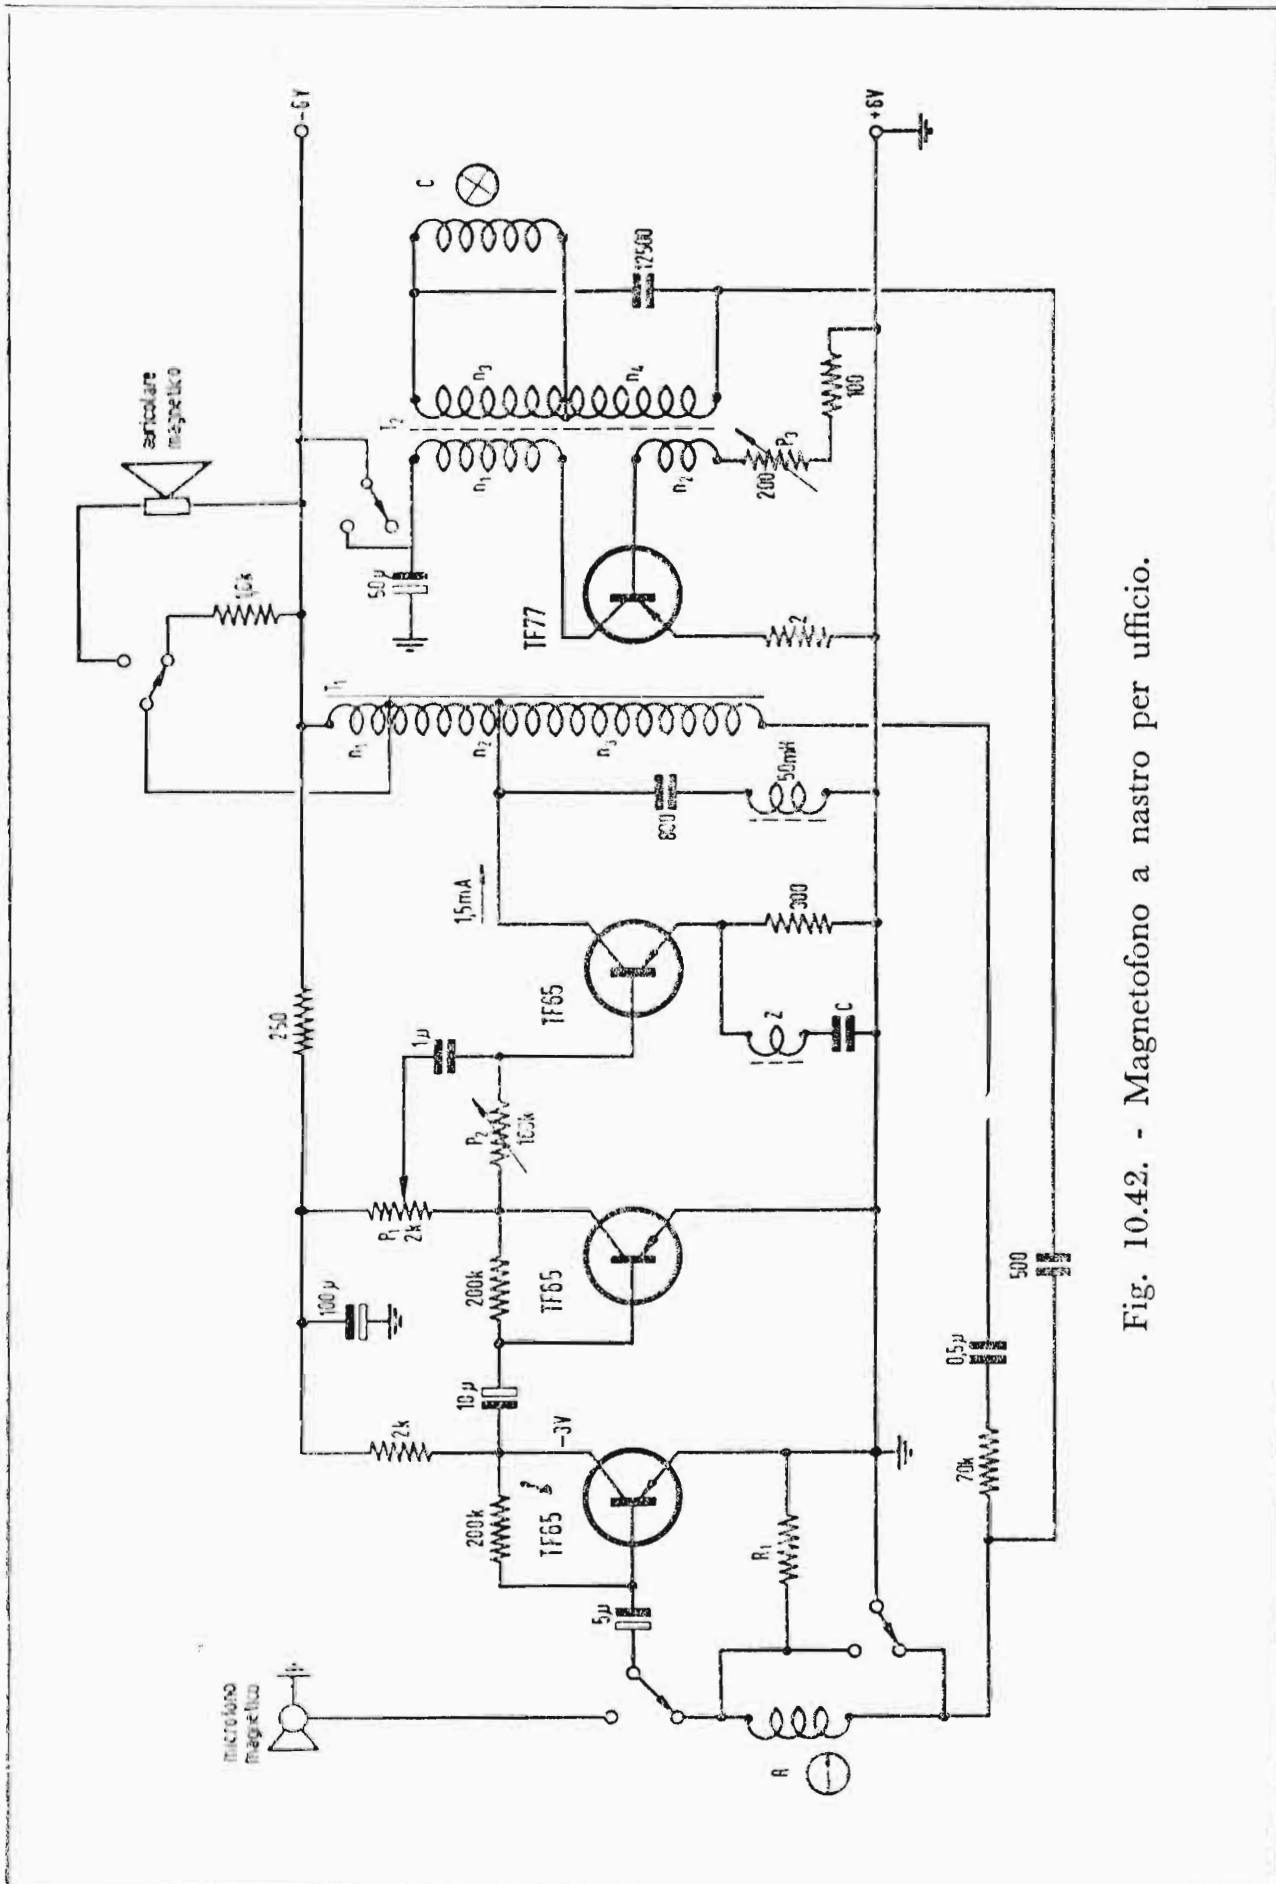 microfono
magnetico
R
5µ
200k
TF65
2k
-3V
10µ
R1
100µ
200k
TF65
P1
2k
250
P2
1µ
TF65
1,5mA
Z
C
300
800
50mH
n1
n2
n3
T1
auricolare
magnetico
50µ
TF77
2
T2
n1
n2
n3
n4
200
P3
100
12500
C
-6V
+6V
70k
0,5µ
500
Fig. 10.42. - Magnetofono a nastro per ufficio.